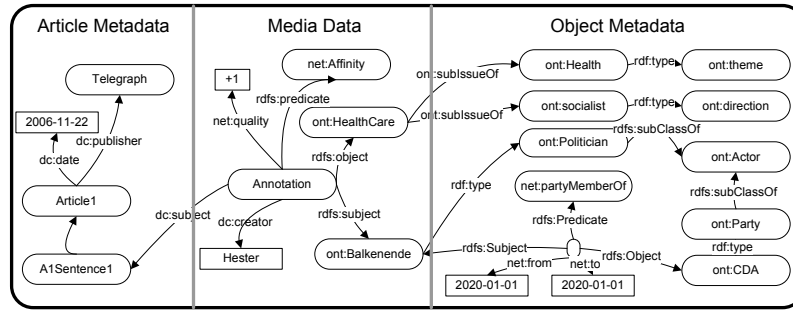 Article Metadata
Media Data
Object Metadata
Telegraph
2006-11-22
dc:publisher
dc:date
Article1
A1Sentence1
dc:subject
+1
net:Affinity
rdfs:predicate
net:quality
ont:HealthCare
rdfs:object
Annotation
rdfs:subject
dc:creator
Hester
ont:Balkenende
ont:subIssueOf
ont:Health
rdf:type
ont:theme
ont:subIssueOf
ont:socialist
rdf:type
ont:direction
ont:Politician
rdfs:subClassOf
ont:Actor
rdf:type
net:partyMemberOf
rdfs:subClassOf
rdfs:Predicate
ont:Party
rdfs:Subject
rdfs:Object
rdf:type
net:from
net:to
ont:CDA
2020-01-01
2020-01-01